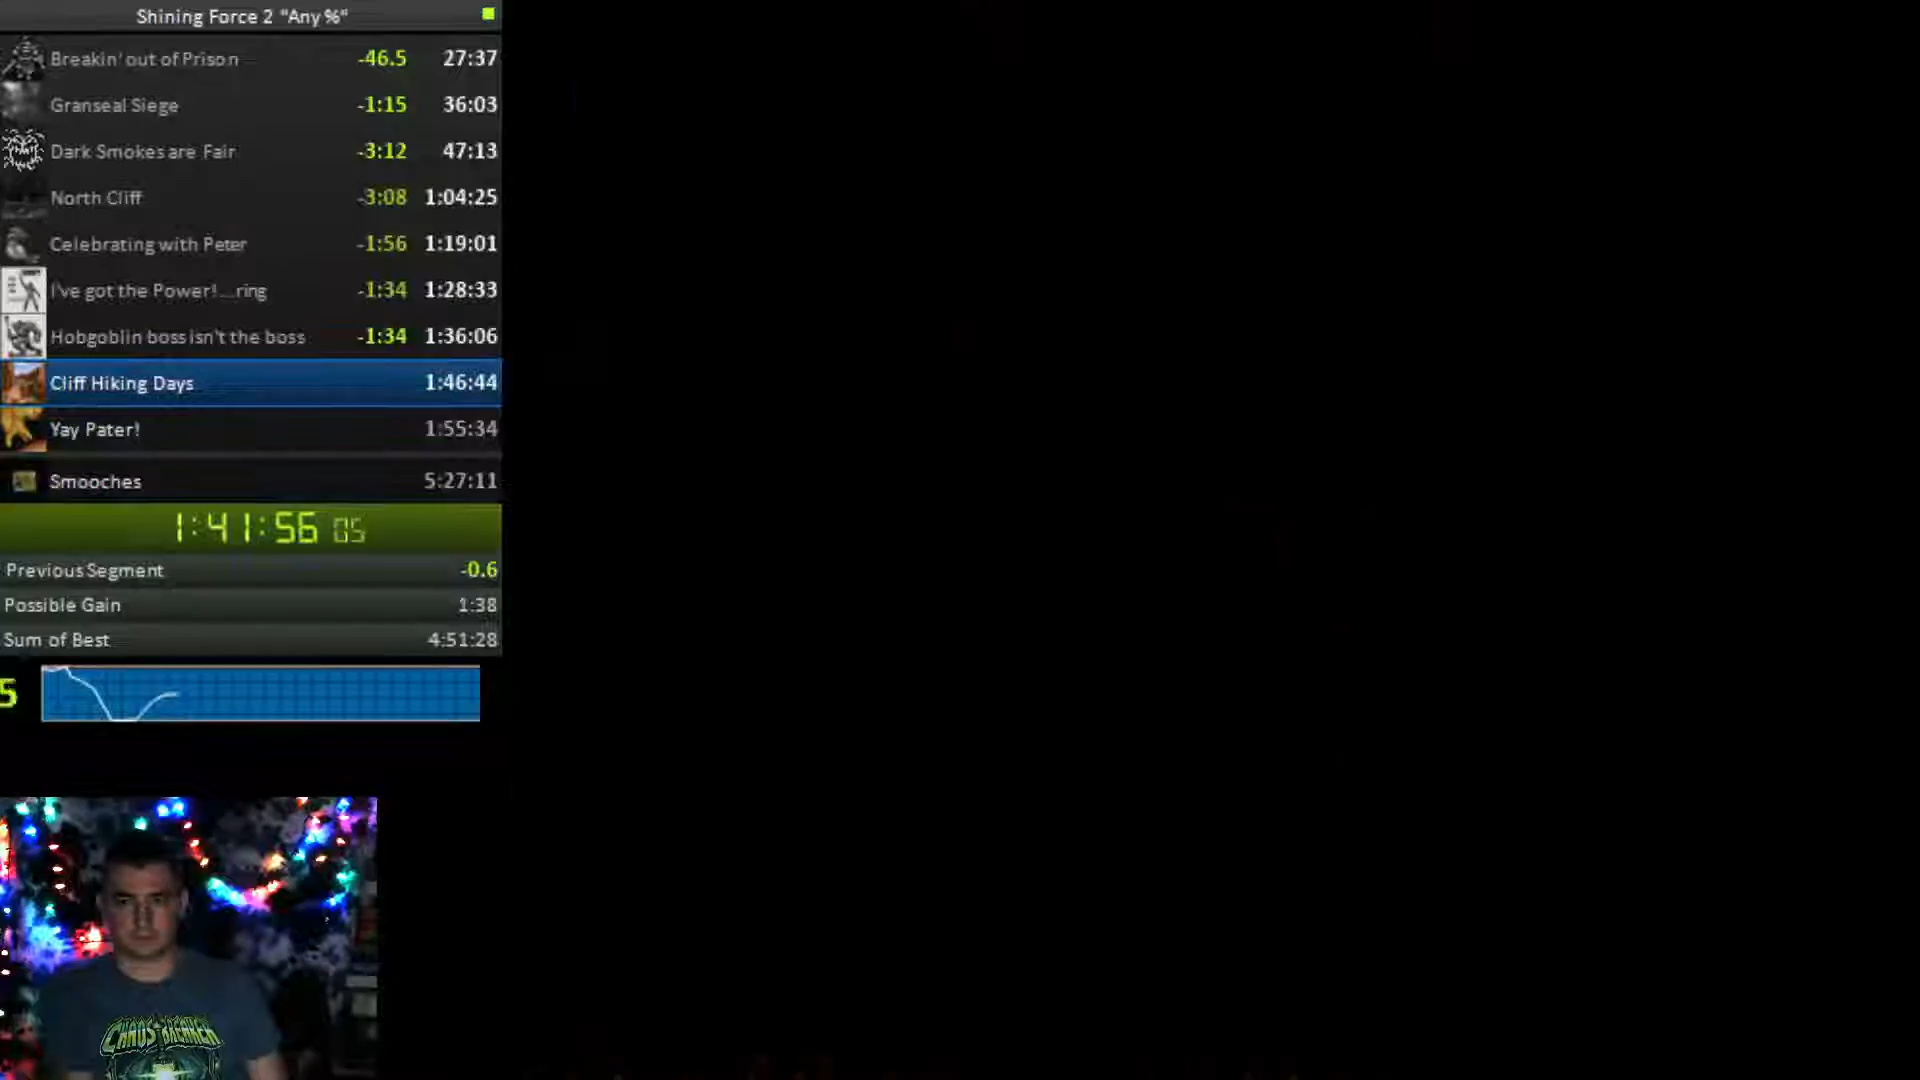 Shining Force 2 "Any %"
Breakin' out of Prison -46.5 27:37
Granseal Siege -1:15 36:03
Dark Smokes are Fair -3:12 47:13
North Cliff -3:08 1:04:25
Celebrating with Peter -1:56 1:19:01
I've got the Power! ...ring -1:34 1:28:33
Hobgoblin boss isn't the boss -1:34 1:36:06
Cliff Hiking Days 1:46:44
Yay Pater! 1:55:34
Smooches 5:27:11
1:41:56 05
Previous Segment -0.6
Possible Gain 1:38
Sum of Best 4:51:28
5
CHAOS BREAKER